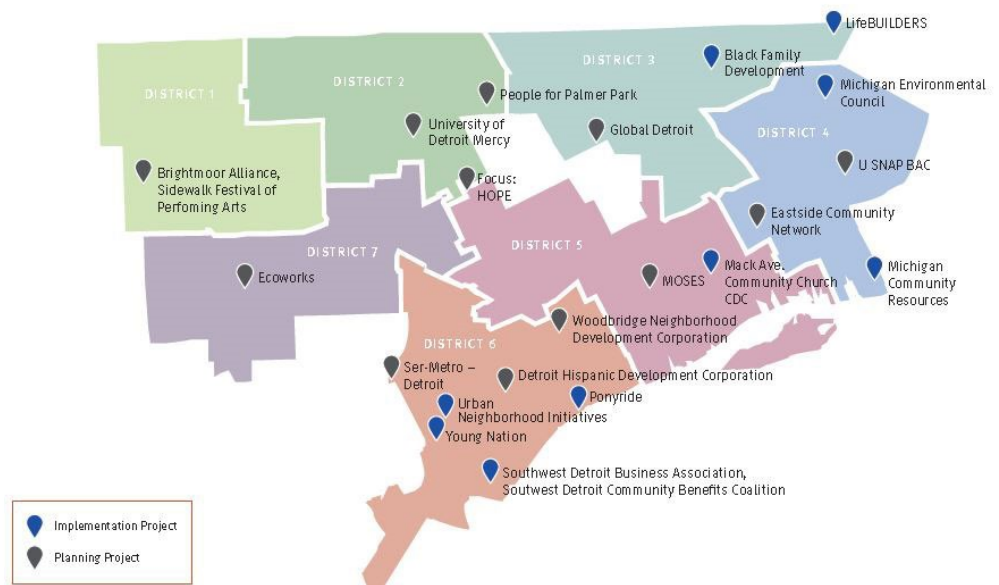 LifeBUILDERS
DISTRICT 3
Black Family
Development
DISTRICT 2
DISTRICT 1
People for Palmer Park
Michigan Environmental
Council
University of
Detroit Mercy
Global Detroit
DISTRICT 4
U SNAP BAC
Brightmoor Alliance,
Sidewalk Festival of
Perfoming Arts
Focus:
HOPE
Eastside Community
Network
DISTRICT 5
DISTRICT 7
Ecoworks
MOSES
Mack Ave.
Community Church
CDC
Michigan
Community
Resources
Woodbridge Neighborhood
Development Corporation
DISTRICT 6
Ser-Metro –
Detroit
Detroit Hispanic Development Corporation
Urban
Neighborhood Initiatives
Ponyride
Young Nation
Southwest Detroit Business Association,
Soutwest Detroit Community Benefits Coalition
Implementation Project
Planning Project